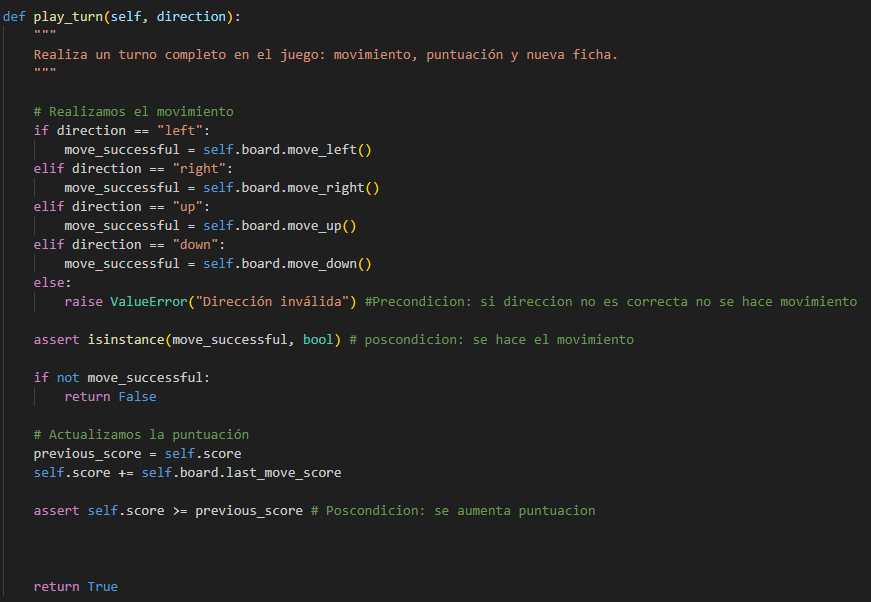 def play_turn(self, direction):
    """
    Realiza un turno completo en el juego: movimiento, puntuación y nueva ficha.
    """

    # Realizamos el movimiento
    if direction == "left":
        move_successful = self.board.move_left()
    elif direction == "right":
        move_successful = self.board.move_right()
    elif direction == "up":
        move_successful = self.board.move_up()
    elif direction == "down":
        move_successful = self.board.move_down()
    else:
        raise ValueError("Dirección inválida") #Precondicion: si direccion no es correcta no se hace movimiento

    assert isinstance(move_successful, bool) # poscondicion: se hace el movimiento

    if not move_successful:
        return False

    # Actualizamos la puntuación
    previous_score = self.score
    self.score += self.board.last_move_score

    assert self.score >= previous_score # Poscondicion: se aumenta puntuacion

    return True